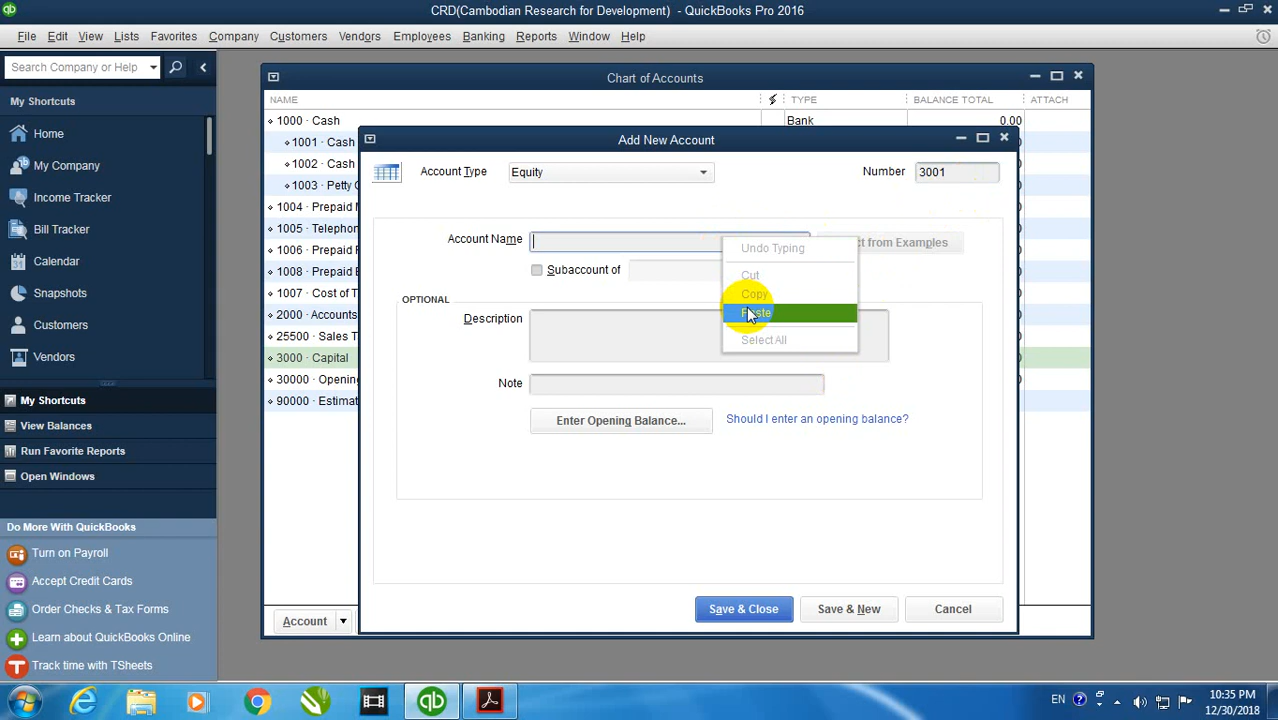 CRD(Cambodian Research for Development) - QuickBooks Pro 2016
File Edit View Lists Favorites Company Customers Vendors Employees Banking Reports Window Help
Search Company or Help
My Shortcuts
Home
My Company
Income Tracker
Bill Tracker
Calendar
Snapshots
Customers
Vendors
My Shortcuts
View Balances
Run Favorite Reports
Open Windows
Do More With QuickBooks
Turn on Payroll
Accept Credit Cards
Order Checks & Tax Forms
Learn about QuickBooks Online
Track time with TSheets
Chart of Accounts
NAME TYPE BALANCE TOTAL ATTACH
1000 · Cash Bank 0.00
1001 · Cash
1002 · Cash
1003 · Petty
1004 · Prepaid
1005 · Telephon
1006 · Prepaid
1008 · Prepaid
1007 · Cost of
2000 · Accounts
25500 · Sales
3000 · Capital
30000 · Opening
90000 · Estimat
Account
Add New Account
Account Type Equity Number 3001
Account Name from Examples
Subaccount of
OPTIONAL
Description
Note
Enter Opening Balance... Should I enter an opening balance?
Undo Typing
Cut
Copy
Paste
Select All
Save & Close Save & New Cancel
EN 10:35 PM
12/30/2018